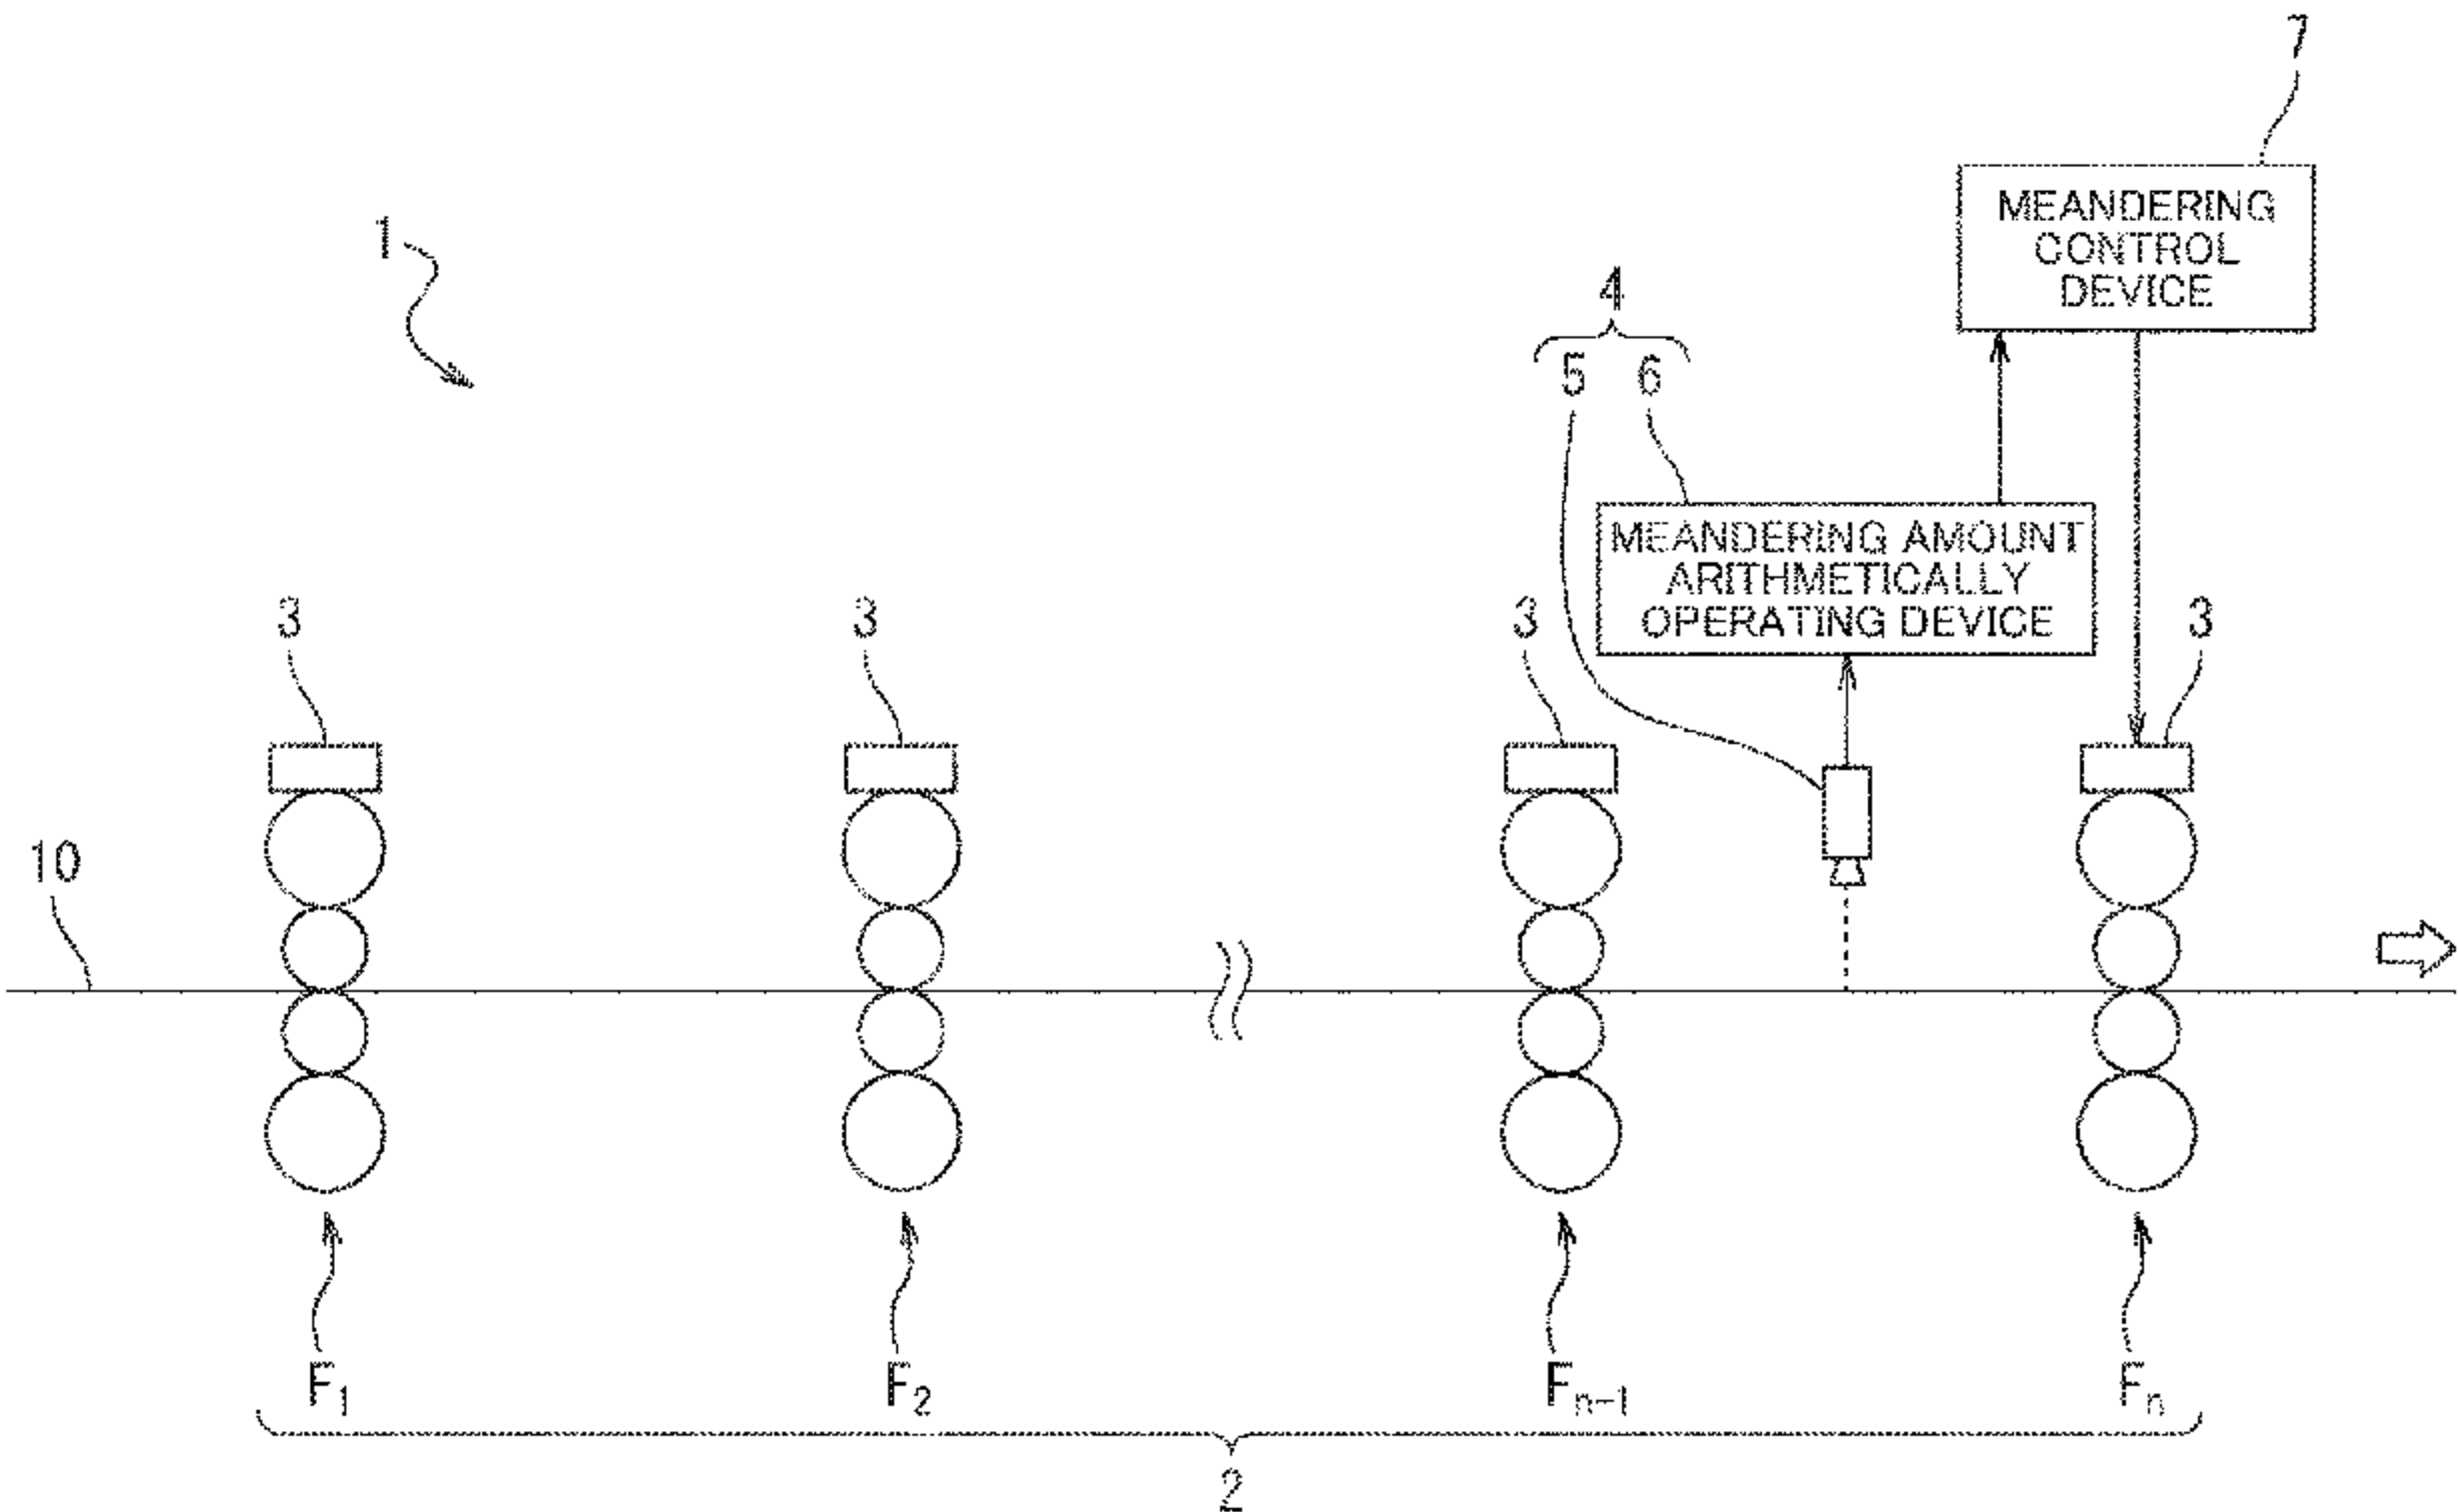 7
MEANDERING
CONTROL
DEVICE
1
4
5 6
MEANDERING AMOUNT
ARITHMETICALLY
OPERATING DEVICE
3 3 3 3
10
F1 F2 Fn-1 Fn
2